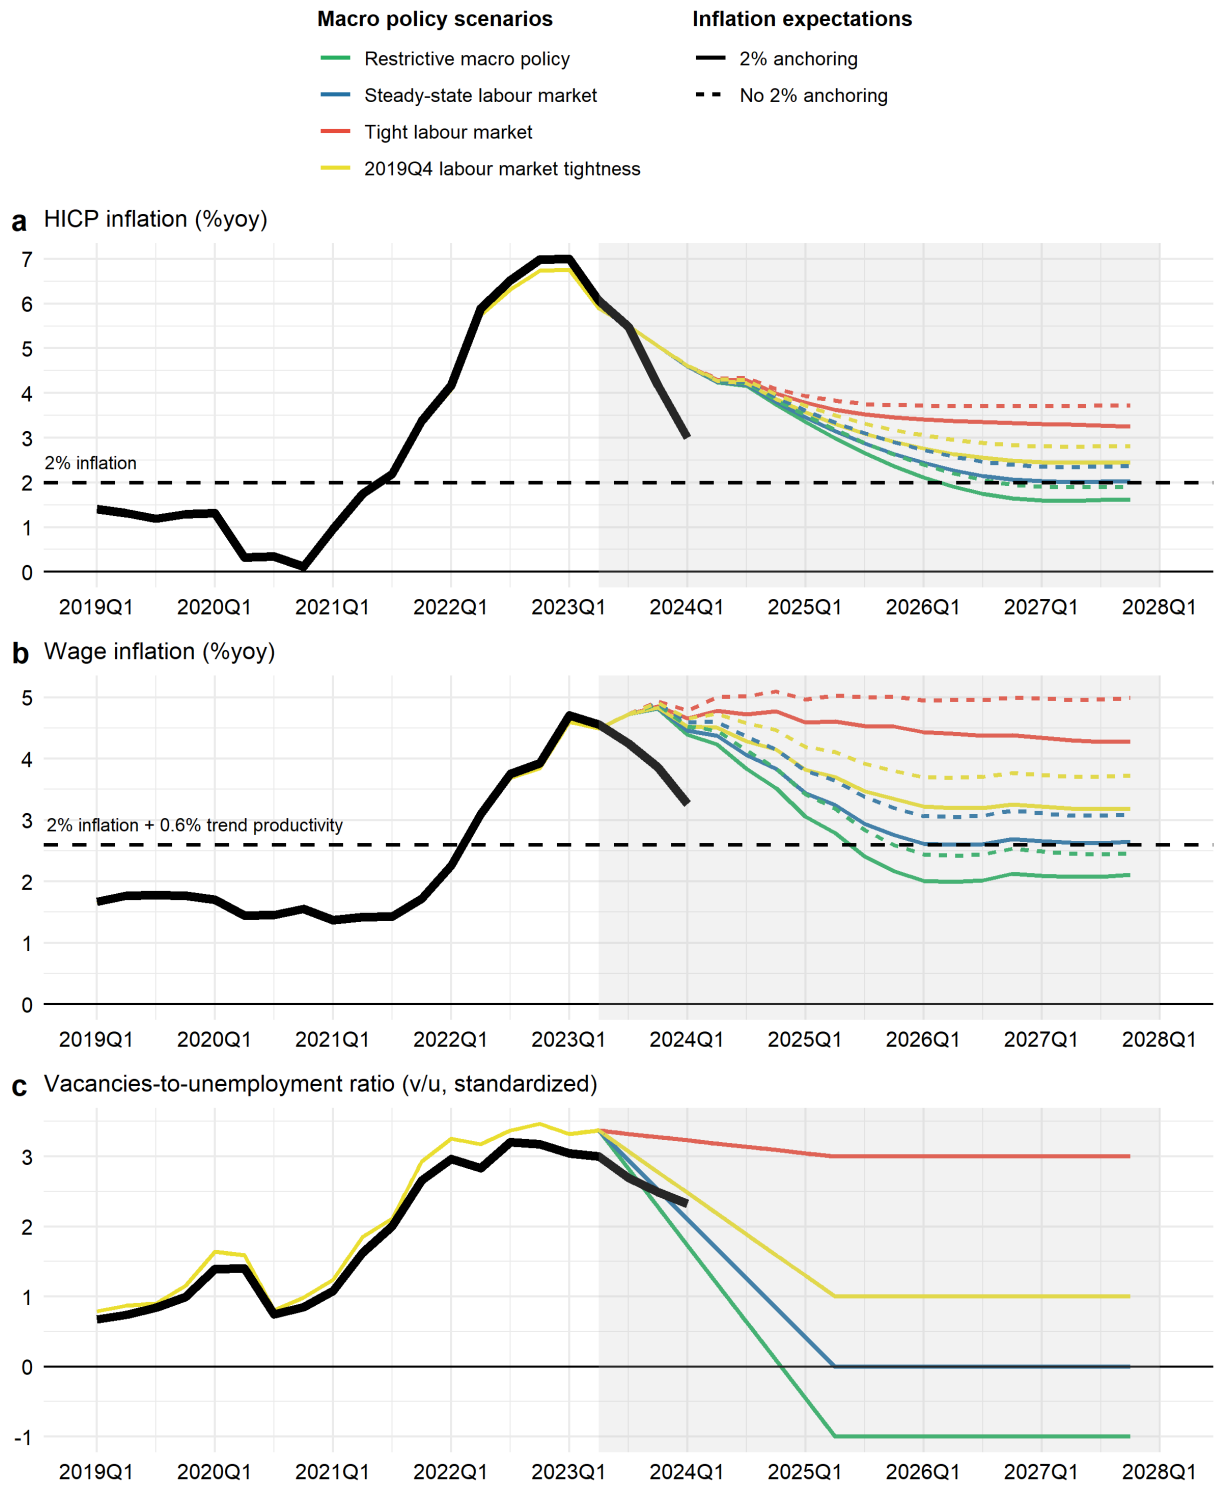 Macro policy scenarios
Restrictive macro policy
Steady-state labour market
Tight labour market
2019Q4 labour market tightness
Inflation expectations
2% anchoring
No 2% anchoring
a HICP inflation (%yoy)
7
6
5
4
3
2
1
0
2% inflation
2019Q1 2020Q1 2021Q1 2022Q1 2023Q1 2024Q1 2025Q1 2026Q1 2027Q1 2028Q1
b Wage inflation (%yoy)
5
4
3
2
1
0
2% inflation + 0.6% trend productivity
2019Q1 2020Q1 2021Q1 2022Q1 2023Q1 2024Q1 2025Q1 2026Q1 2027Q1 2028Q1
c Vacancies-to-unemployment ratio (v/u, standardized)
3
2
1
0
-1
2019Q1 2020Q1 2021Q1 2022Q1 2023Q1 2024Q1 2025Q1 2026Q1 2027Q1 2028Q1